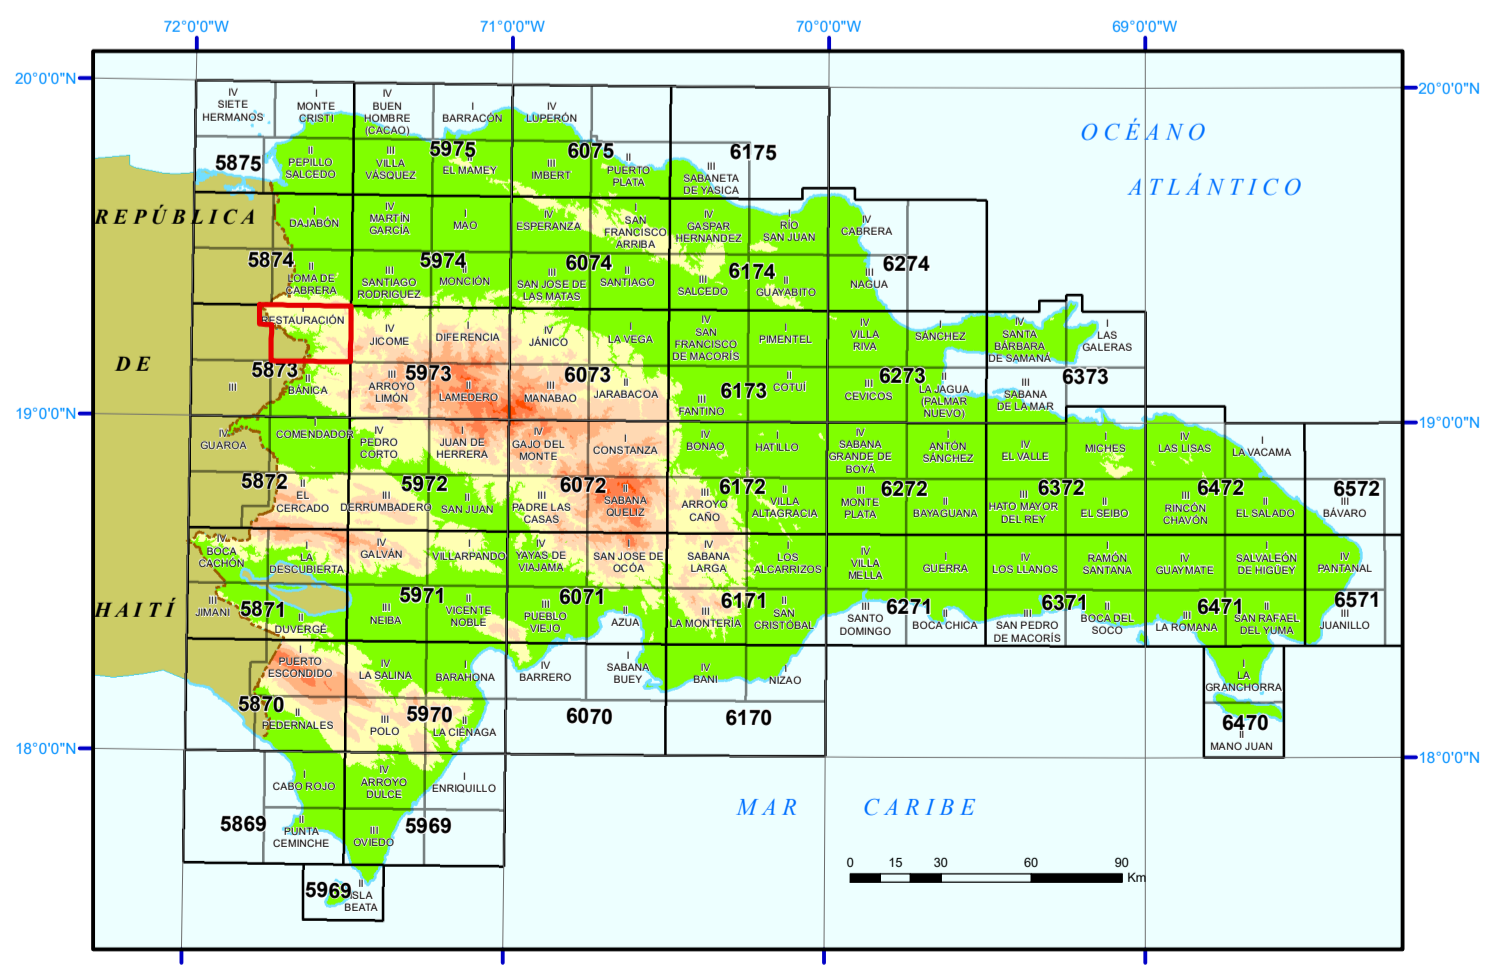 72°0'0"W
71°0'0"W
70°0'0"W
69°0'0"W
20°0'0"N
20°0'0"N
IV
SIETE
HERMANOS
I
MONTE
CRISTI
IV
BUEN
HOMBRE
(CACAO)
I
BARRACÓN
IV
LUPERÓN
OCÉANO
ATLÁNTICO
5875
II
PEPILLO
SALCEDO
III
VILLA
VÁSQUEZ
5975
II
EL MAMEY
III
IMBERT
6075
II
PUERTO
PLATA
III
SABANETA
DE YASICA
6175
REPÚBLICA
I
DAJABÓN
IV
MARTÍN
GARCÍA
I
MAO
IV
ESPERANZA
I
SAN
FRANCISCO
ARRIBA
IV
GASPAR
HERNANDEZ
I
RÍO
SAN JUAN
IV
CABRERA
5874
II
LOMA DE
CABRERA
III
SANTIAGO
RODRIGUEZ
5974
II
MONCIÓN
III
SAN JOSE DE
LAS MATAS
6074
II
SANTIAGO
III
SALCEDO
6174
II
GUAYABITO
III
NAGUA
6274
I
RESTAURACIÓN
IV
JICOME
I
DIFERENCIA
IV
JÁNICO
I
LA VEGA
IV
SAN
FRANCISCO
DE MACORÍS
I
PIMENTEL
IV
VILLA
RIVA
I
SÁNCHEZ
IV
SANTA
BÁRBARA
DE SAMANÁ
I
LAS
GALERAS
DE
III
5873
II
BÁNICA
III
ARROYO
LIMÓN
5973
II
LAMEDERO
III
MANABAO
6073
II
JARABACOA
III
FANTINO
6173
II
COTUÍ
III
CEVICOS
6273
II
LA JAGUA
(PALMAR
NUEVO)
III
SABANA
DE LA MAR
6373
19°0'0"N
19°0'0"N
IV
GUAROA
I
COMENDADOR
IV
PEDRO
CORTO
I
JUAN DE
HERRERA
IV
GAJO DEL
MONTE
I
CONSTANZA
IV
BONAO
I
HATILLO
IV
SABANA
GRANDE DE
BOYÁ
I
ANTÓN
SÁNCHEZ
IV
EL VALLE
I
MICHES
IV
LAS LISAS
I
LA VACAMA
5872
II
EL
CERCADO
III
DERRUMBADERO
5972
II
SAN JUAN
III
PADRE LAS
CASAS
6072
II
SABANA
QUELIZ
III
ARROYO
CAÑO
6172
II
VILLA
ALTAGRACIA
III
MONTE
PLATA
6272
II
BAYAGUANA
III
HATO MAYOR
DEL REY
6372
II
EL SEIBO
III
RINCÓN
CHAVÓN
6472
II
EL SALADO
6572
III
BÁVARO
IV
BOCA
CACHÓN
I
LA
DESCUBIERTA
IV
GALVÁN
I
VILLARPANDO
IV
YAYAS DE
VIAJAMA
I
SAN JOSE DE
OCÓA
IV
SABANA
LARGA
I
LOS
ALCARRIZOS
IV
VILLA
MELLA
I
GUERRA
IV
LOS LLANOS
I
RAMÓN
SANTANA
IV
GUAYMATE
I
SALVALEÓN
DE HIGÜEY
IV
PANTANAL
HAITÍ
III
JIMANI
5871
II
DUVERGÉ
III
NEIBA
5971
II
VICENTE
NOBLE
III
PUEBLO
VIEJO
6071
II
AZUA
III
LA MONTERÍA
6171
II
SAN
CRISTÓBAL
III
SANTO
DOMINGO
6271
II
BOCA CHICA
III
SAN PEDRO
DE MACORÍS
6371
II
BOCA DEL
SOCO
III
LA ROMANA
6471
II
SAN RAFAEL
DEL YUMA
6571
III
JUANILLO
I
PUERTO
ESCONDIDO
IV
LA SALINA
I
BARAHONA
IV
BARRERO
I
SABANA
BUEY
IV
BANI
I
NIZAO
I
LA
GRANCHORRA
5870
II
PEDERNALES
III
POLO
5970
II
LA CIÉNAGA
6070
6170
6470
II
MANO JUAN
18°0'0"N
18°0'0"N
I
CABO ROJO
IV
ARROYO
DULCE
I
ENRIQUILLO
MAR CARIBE
5869
II
PUNTA
CEMINCHE
III
OVIEDO
5969
0 15 30 60 90
Km
5969
II
ISLA
BEATA